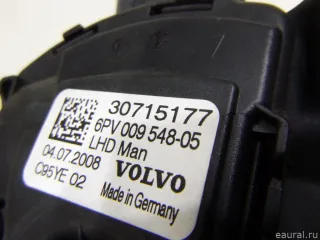 30715177
6PV 009 548-05
LHD Man
04.07.2008
VOLVO
C95YE 02
Made in Germany
eaural.ru